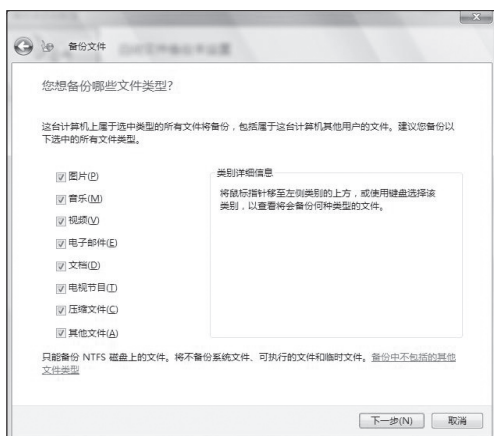 备份文件
您想备份哪些文件类型?
这台计算机上属于选中类型的所有文件将备份，包括属于这台计算机其他用户的文件。建议您备份以
下选中的所有文件类型。
图片(P)
音乐(M)
视频(V)
电子邮件(E)
文档(D)
电视节目(T)
压缩文件(C)
其他文件(A)
类别详细信息
将鼠标指针移至左侧类别的上方，或使用键盘选择该
类别，以查看将会备份何种类型的文件。
只能备份 NTFS 磁盘上的文件。将不备份系统文件、可执行的文件和临时文件。备份中不包括的其他
文件类型
下一步(N)
取消